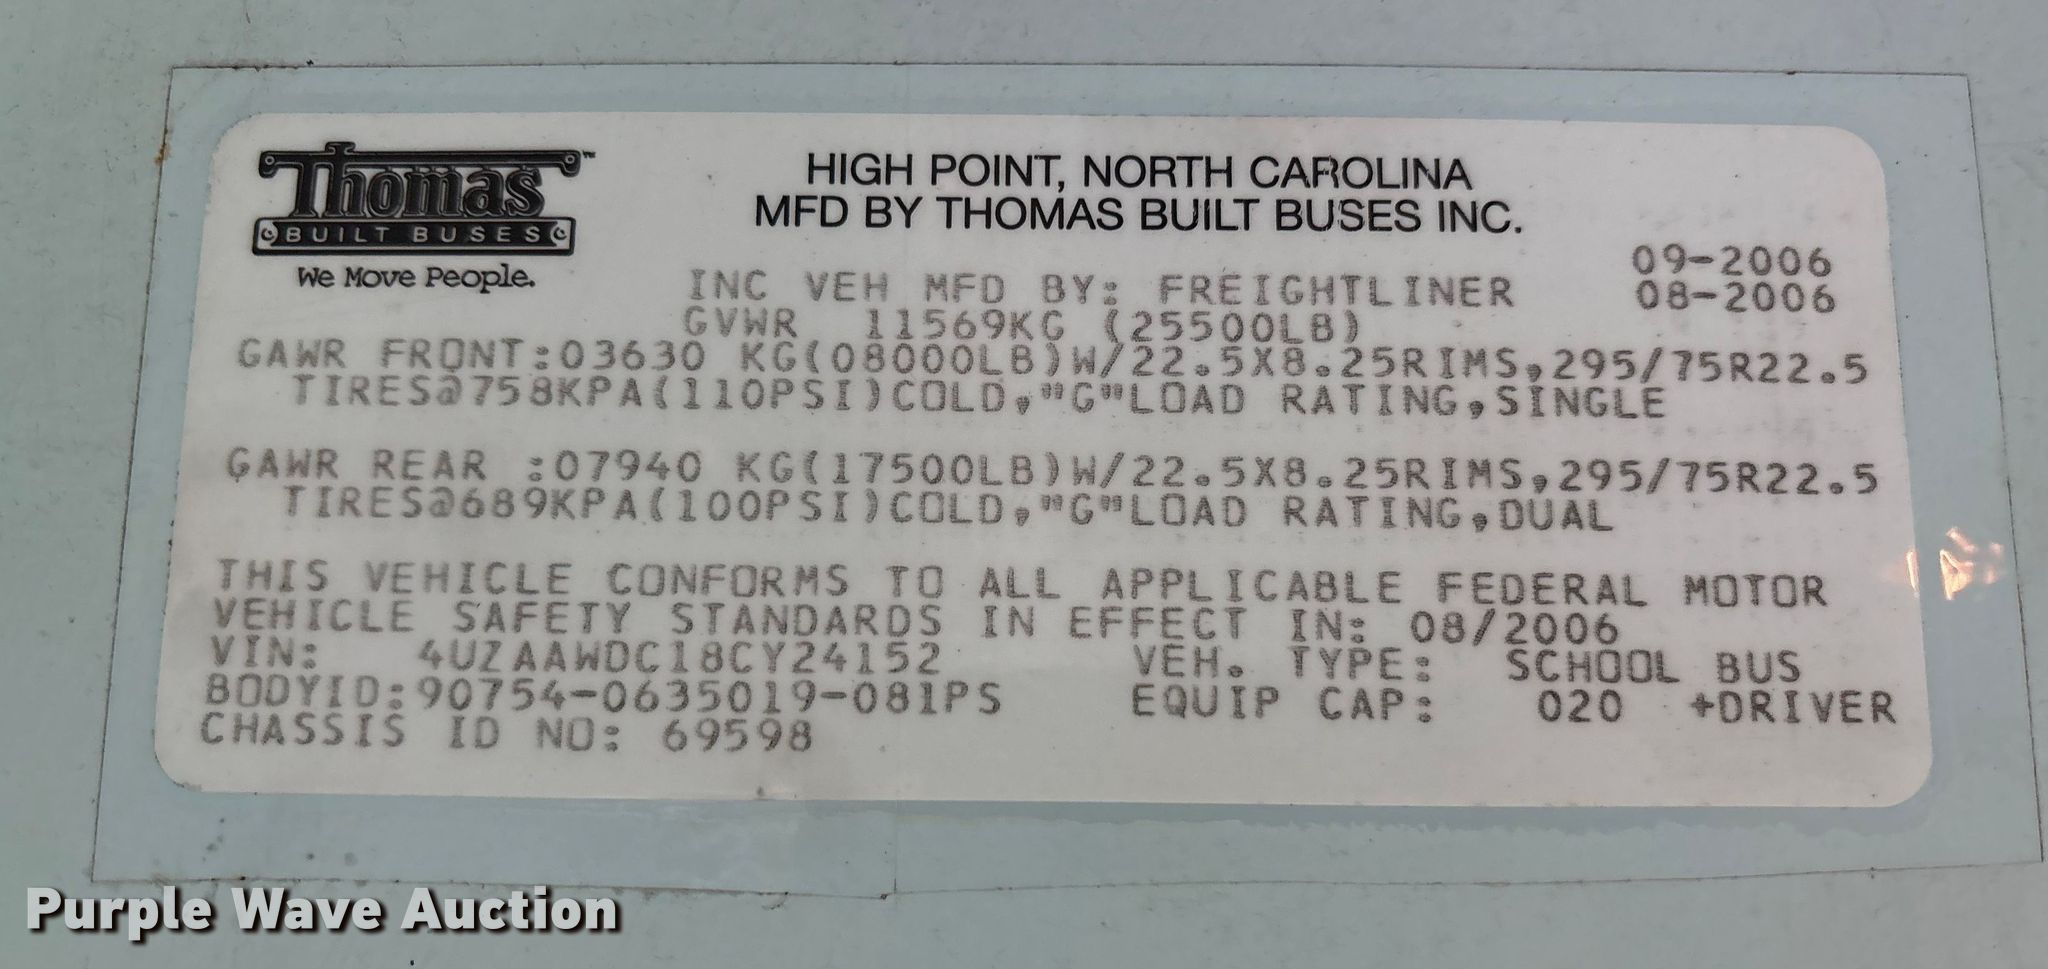 Thomas™
BUILT BUSES
We Move People.
HIGH POINT, NORTH CAROLINA
MFD BY THOMAS BUILT BUSES INC.
09-2006
INC VEH MFD BY: FREIGHTLINER 08-2006
GVWR 11569KG (25500LB)
GAWR FRONT:03630 KG(08000LB)W/22.5X8.25RIMS,295/75R22.5
TIRES@758KPA(110PSI)COLD,"G"LOAD RATING,SINGLE
GAWR REAR :07940 KG(17500LB)W/22.5X8.25RIMS,295/75R22.5
TIRES@689KPA(100PSI)COLD,"G"LOAD RATING,DUAL
THIS VEHICLE CONFORMS TO ALL APPLICABLE FEDERAL MOTOR
VEHICLE SAFETY STANDARDS IN EFFECT IN: 08/2006
VIN: 4UZAAWDC18CY24152 VEH. TYPE: SCHOOL BUS
BODYID:90754-0635019-081PS EQUIP CAP: 020 +DRIVER
CHASSIS ID NO: 69598
Purple Wave Auction